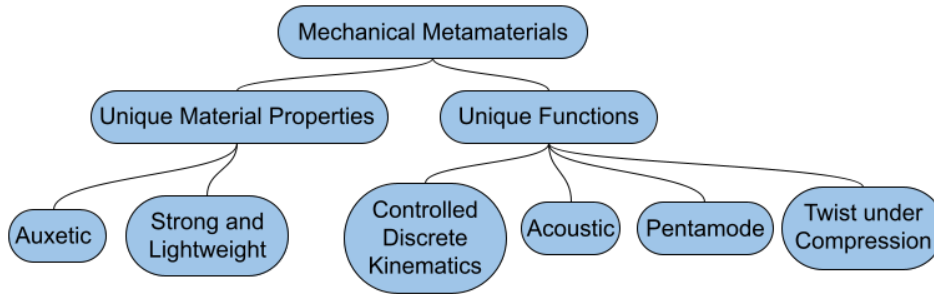 Mechanical Metamaterials
Unique Material Properties
Unique Functions
Auxetic
Strong and
Lightweight
Controlled
Discrete
Kinematics
Acoustic
Pentamode
Twist under
Compression